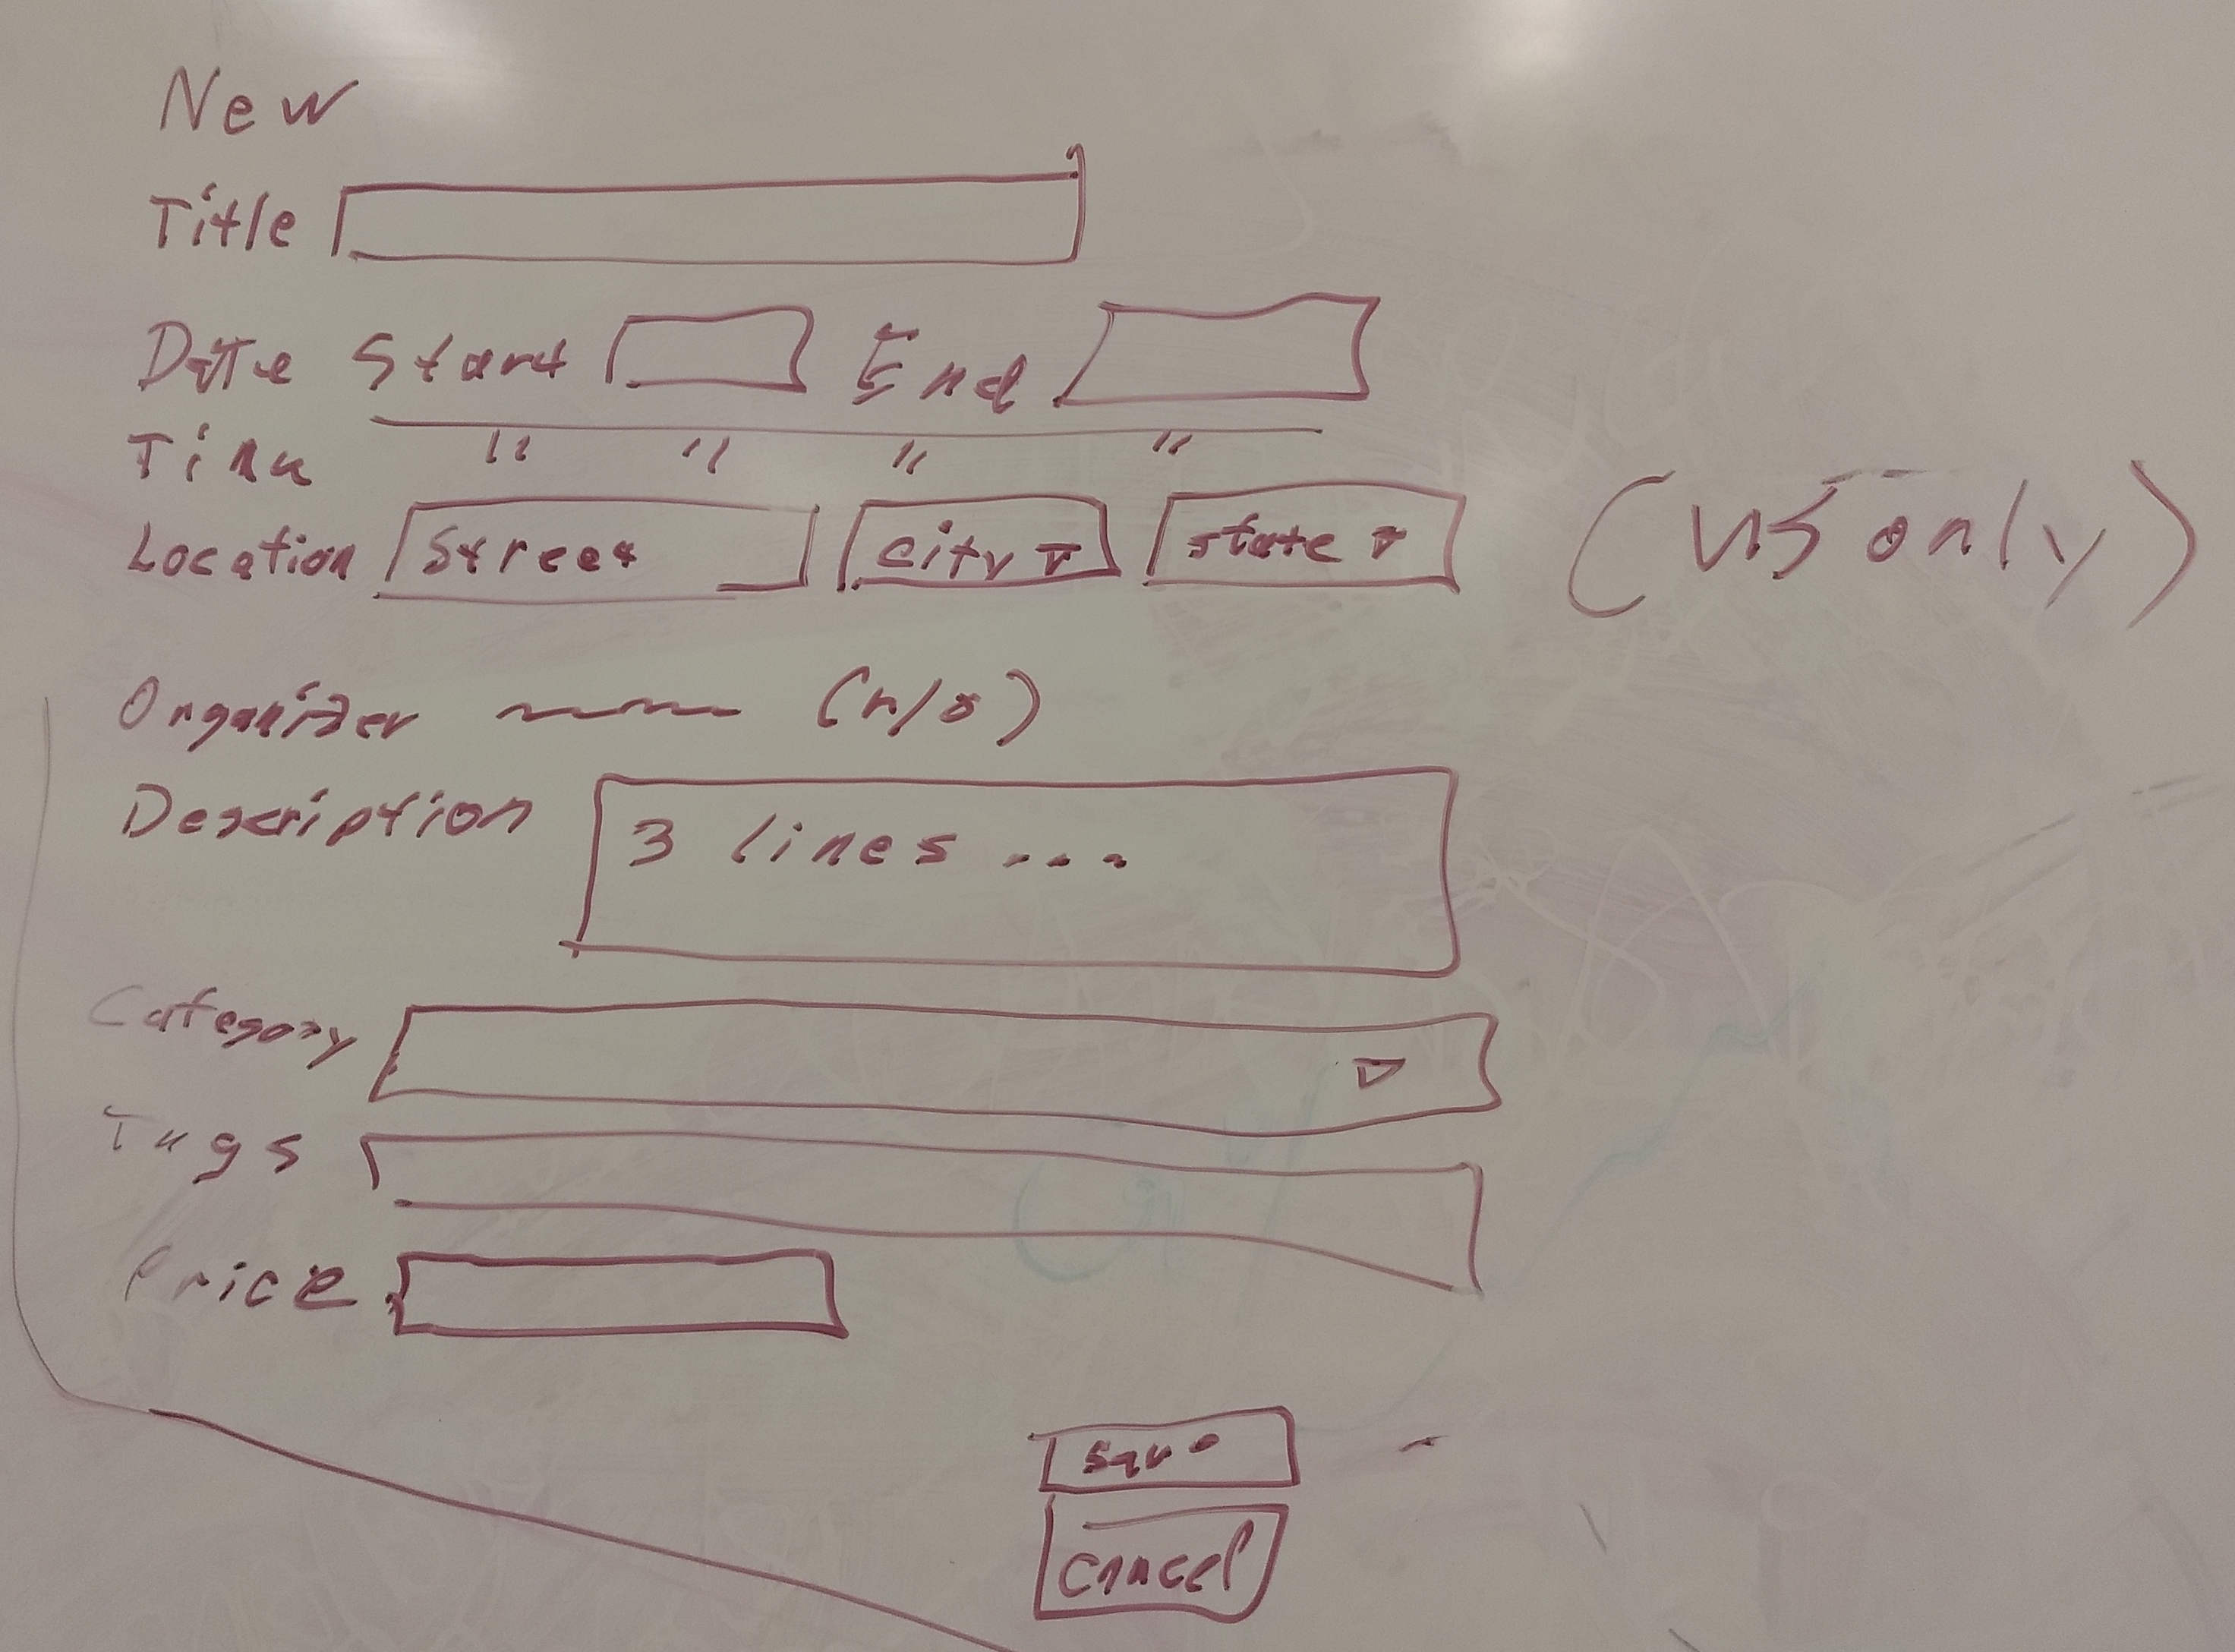 New
Title
Date Start End
Time " " " "
Location Street city state (US only)
Organizer
Description 3 lines ...
Category
Tags
Price
save
cancel